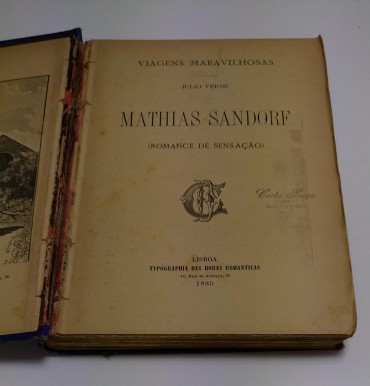 VIAGENS MARAVILHOSAS
JULIO VERNE
MATHIAS SANDORF
(ROMANCE DE SENSAÇÃO)
LISBOA
TYPOGRAPHIA DAS HORAS ROMANTICAS
1885